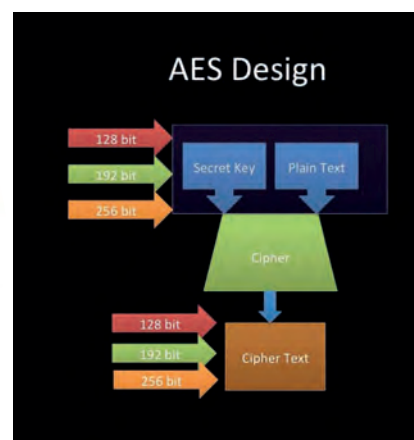 AES Design
128 bit
Secret Key Plain Text
192 bit
256 bit
Cipher
128 bit
192 bit
Cipher Text
256 bit